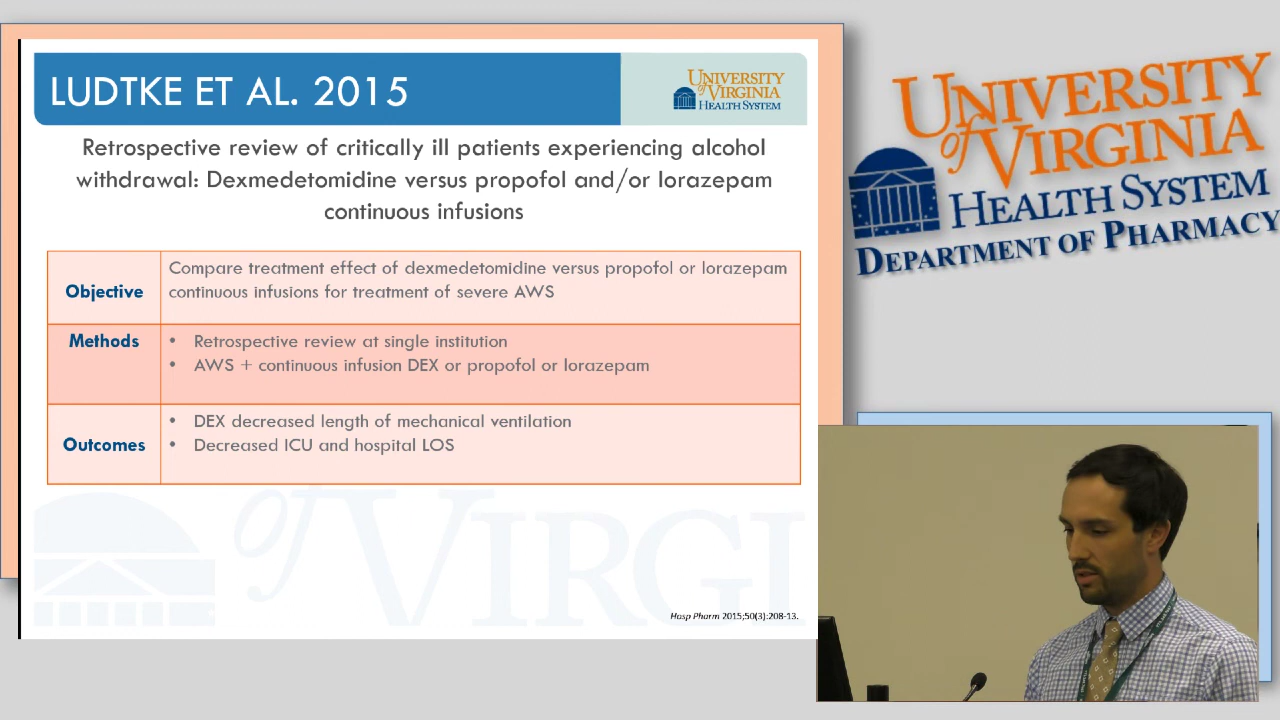 LUDTKE ET AL. 2015
UNIVERSITY
of VIRGINIA
HEALTH SYSTEM
Retrospective review of critically ill patients experiencing alcohol
withdrawal: Dexmedetomidine versus propofol and/or lorazepam
continuous infusions
Objective
Compare treatment effect of dexmedetomidine versus propofol or lorazepam
continuous infusions for treatment of severe AWS
Methods
• Retrospective review at single institution
• AWS + continuous infusion DEX or propofol or lorazepam
Outcomes
• DEX decreased length of mechanical ventilation
• Decreased ICU and hospital LOS
of VIRGI
Hosp Pharm 2015;50(3):208-13.
UNIVERSITY
of VIRGINIA
HEALTH SYSTEM
DEPARTMENT OF PHARMACY